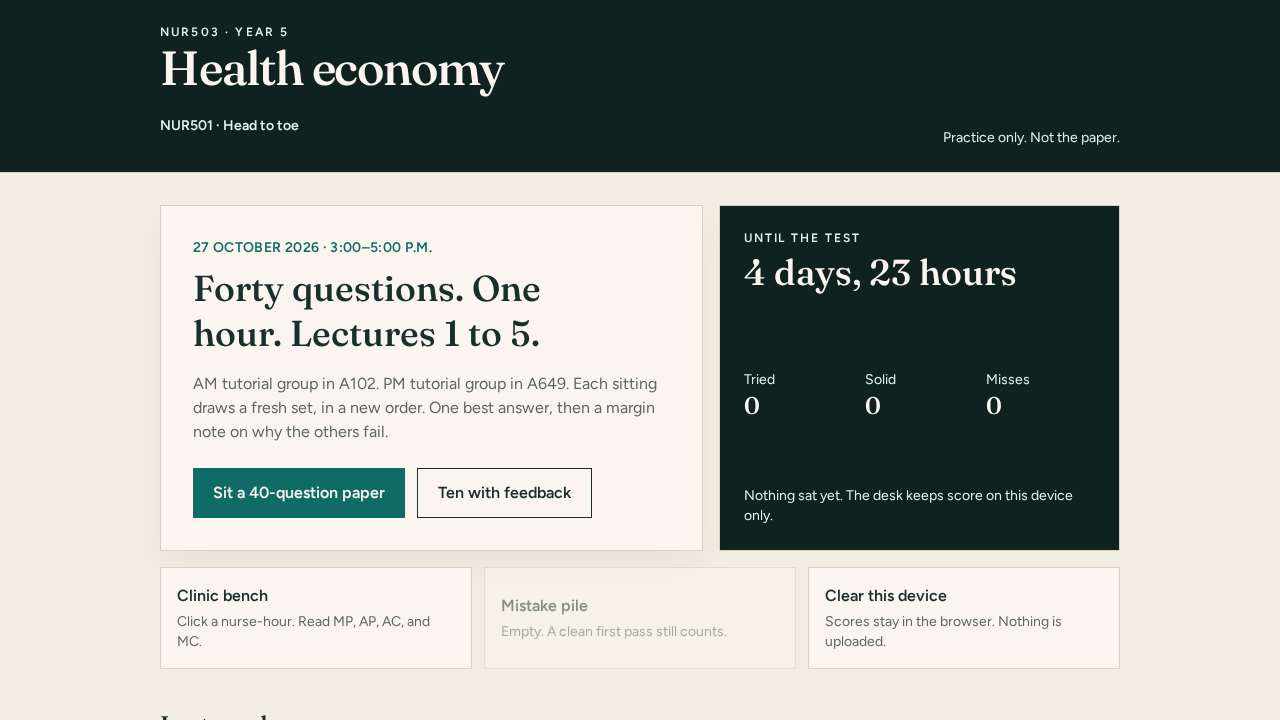 NUR503 · YEAR 5
Health economy
NUR501 · Head to toe
Practice only. Not the paper.
27 OCTOBER 2026 · 3:00–5:00 P.M.
Forty questions. One
hour. Lectures 1 to 5.
AM tutorial group in A102. PM tutorial group in A649. Each sitting
draws a fresh set, in a new order. One best answer, then a margin
note on why the others fail.
Sit a 40-question paper
Ten with feedback
UNTIL THE TEST
4 days, 23 hours
Tried
Solid
Misses
0
0
0
Nothing sat yet. The desk keeps score on this device
only.
Clinic bench
Click a nurse-hour. Read MP, AP, AC, and
MC.
Mistake pile
Empty. A clean first pass still counts.
Clear this device
Scores stay in the browser. Nothing is
uploaded.